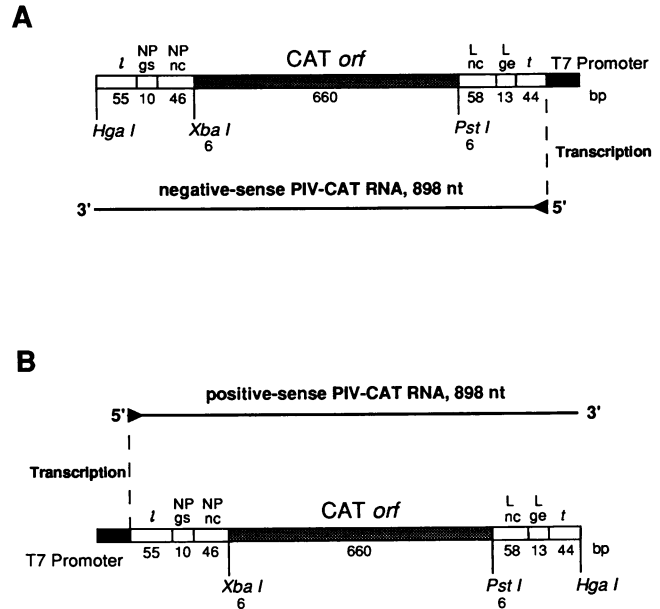 A
NP NP L L
l gs nc CAT orf nc ge t T7 Promoter
55 10 46 660 58 13 44 bp
Hga I Xba I Pst I
6 6
Transcription
negative-sense PIV-CAT RNA, 898 nt
3' 5'
B
positive-sense PIV-CAT RNA, 898 nt
5' 3'
Transcription
NP NP L L
l gs nc CAT orf nc ge t
T7 Promoter 55 10 46 660 58 13 44 bp
Xba I Pst I Hga I
6 6